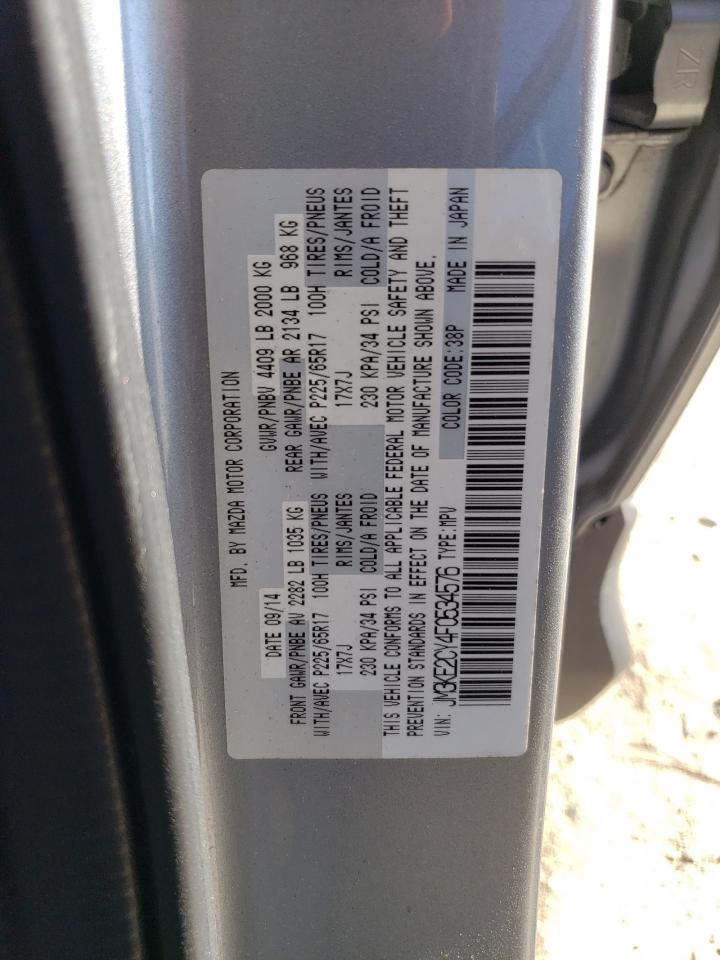 MFD. BY MAZDA MOTOR CORPORATION
DATE 09/14 GVWR/PNBV 4409 LB 2000 KG
FRONT GAWR/PNBE AV 2282 LB 1035 KG REAR GAWR/PNBE AR 2134 LB 968 KG
WITH/AVEC P225/65R17 100H TIRES/PNEUS WITH/AVEC P225/65R17 100H TIRES/PNEUS
17X7J RIMS/JANTES 17X7J RIMS/JANTES
230 KPA/34 PSI COLD/A FROID 230 KPA/34 PSI COLD/A FROID
THIS VEHICLE CONFORMS TO ALL APPLICABLE FEDERAL MOTOR VEHICLE SAFETY AND THEFT
PREVENTION STANDARDS IN EFFECT ON THE DATE OF MANUFACTURE SHOWN ABOVE.
VIN: JM3KE2CY4F0534576 TYPE:MPV COLOR CODE:38P MADE IN JAPAN
ZR